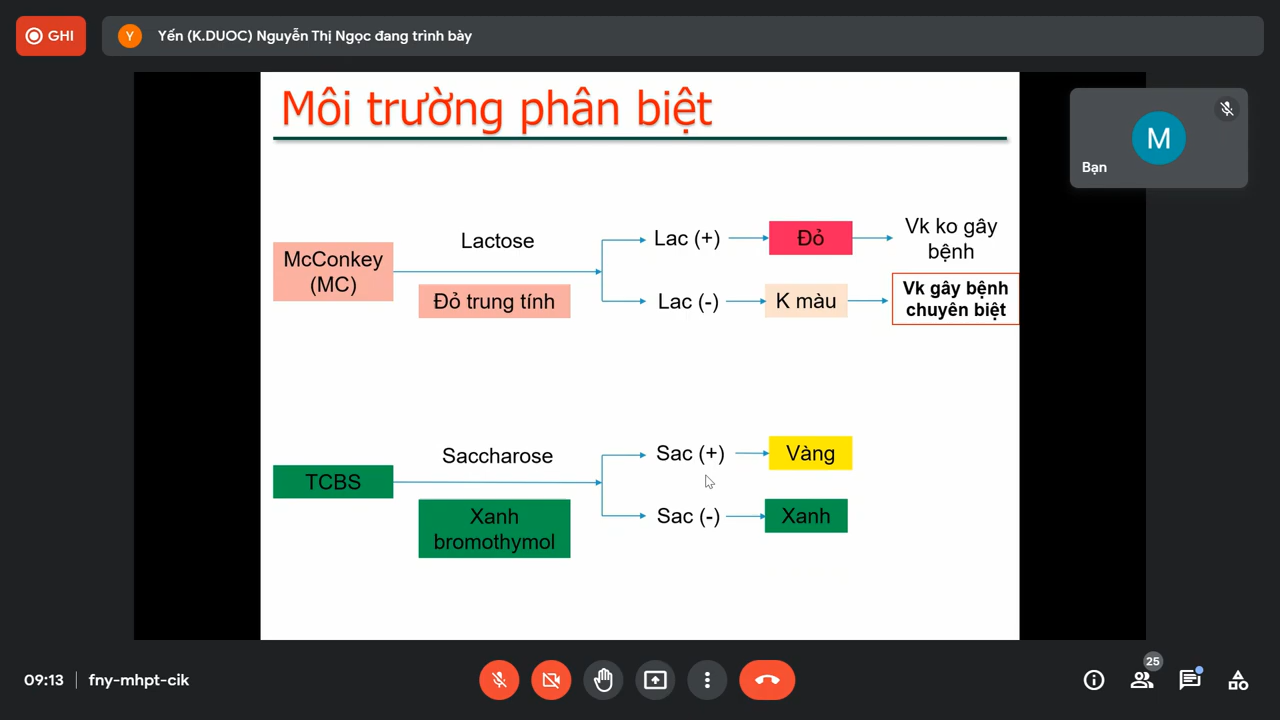 GHI
Y
Yến (K.DUOC) Nguyễn Thị Ngọc đang trình bày
Môi trường phân biệt
M
Bạn
McConkey
(MC)
Lactose
Đỏ trung tính
Lac (+)
Đỏ
Vk ko gây
bệnh
Lac (-)
K màu
Vk gây bệnh
chuyên biệt
TCBS
Saccharose
Xanh
bromothymol
Sac (+)
Vàng
Sac (-)
Xanh
09:13
fny-mhpt-cik
25